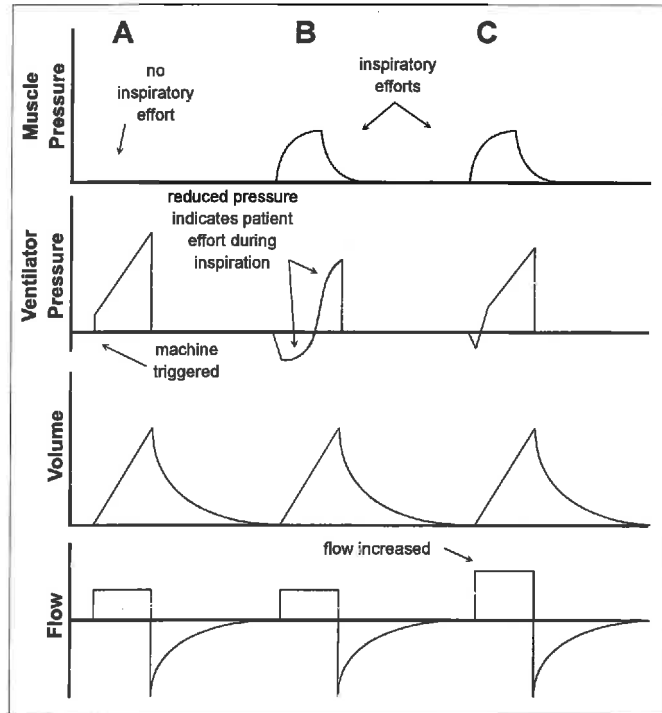 A
B
C
Muscle
Pressure
no
inspiratory
effort
inspiratory
efforts
Ventilator
Pressure
reduced pressure
indicates patient
effort during
inspiration
machine
triggered
Volume
flow increased
Flow